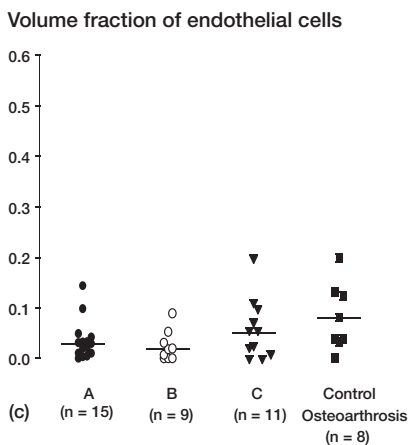 Volume fraction of endothelial cells
0.6
0.5
0.4
0.3
0.2
0.1
0.0
(c)
A
(n = 15)
B
(n = 9)
C
(n = 11)
Control
Osteoarthrosis
(n = 8)